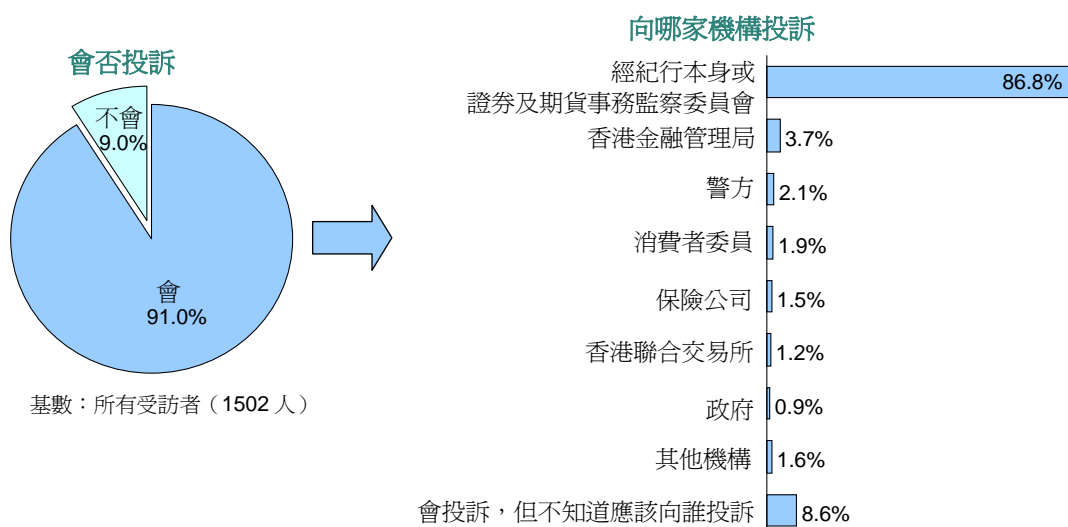 會否投訴
不會
9.0%
會
91.0%
基數：所有受訪者（1502 人）
向哪家機構投訴
經紀行本身或
證券及期貨事務監察委員會
86.8%
香港金融管理局
3.7%
警方
2.1%
消費者委員
1.9%
保險公司
1.5%
香港聯合交易所
1.2%
政府
0.9%
其他機構
1.6%
會投訴，但不知道應該向誰投訴
8.6%